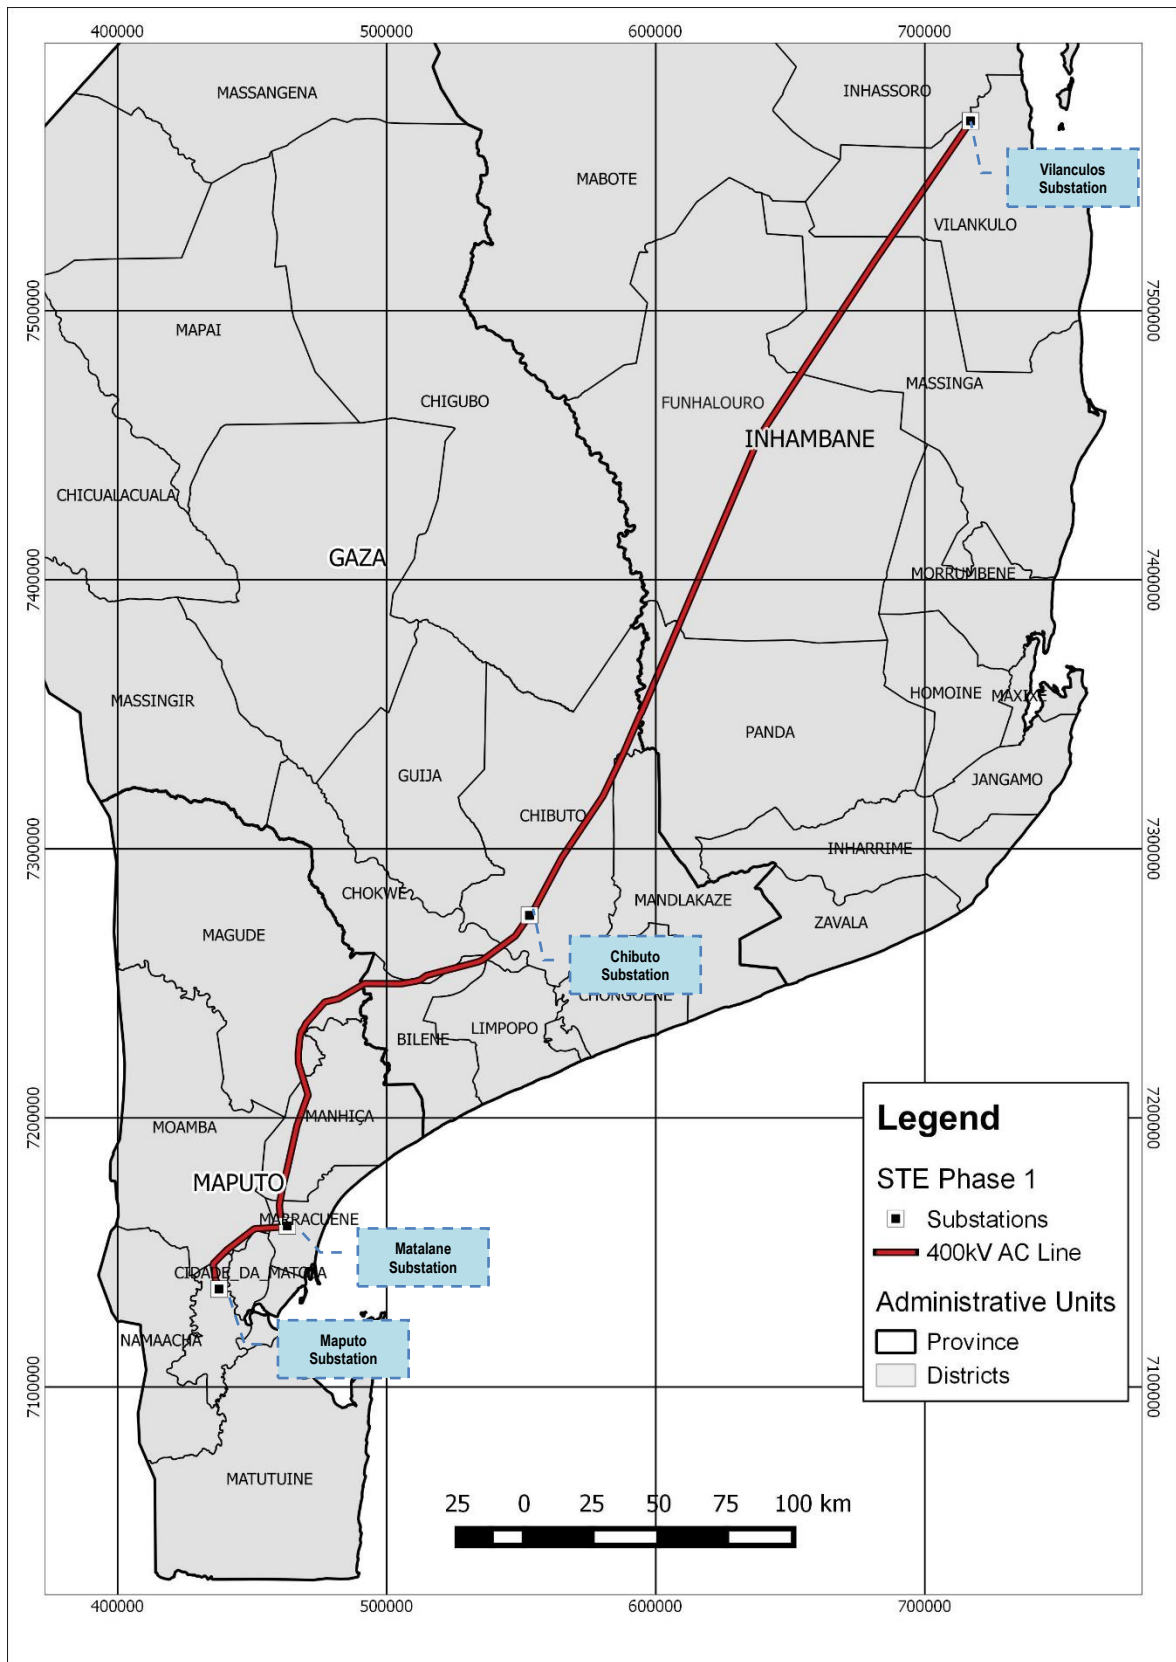 400000
500000
600000
700000
MASSANGENA
INHASSORO
MABOTE
Vilanculos
Substation
VILANKULO
7500000
7500000
MAPAI
MASSINGA
CHIGUBO
FUNHALOURO
INHAMBANE
CHICUALACUALA
GAZA
7400000
7400000
MORRUMBENE
MASSINGIR
HOMOINE
MAXIXE
PANDA
GUIJA
JANGAMO
CHIBUTO
7300000
7300000
INHARRIME
CHOKWE
MANDLAKAZE
ZAVALA
MAGUDE
Chibuto
Substation
CHONGOENE
LIMPOPO
BILENE
7200000
7200000
MANHIÇA
MOAMBA
MAPUTO
MARRACUENE
Matalane
Substation
CIDADE_DA_MATOLA
NAMAACHA
Maputo
Substation
7100000
7100000
MATUTUINE
Legend
STE Phase 1
Substations
400kV AC Line
Administrative Units
Province
Districts
25 0 25 50 75 100 km
400000
500000
600000
700000